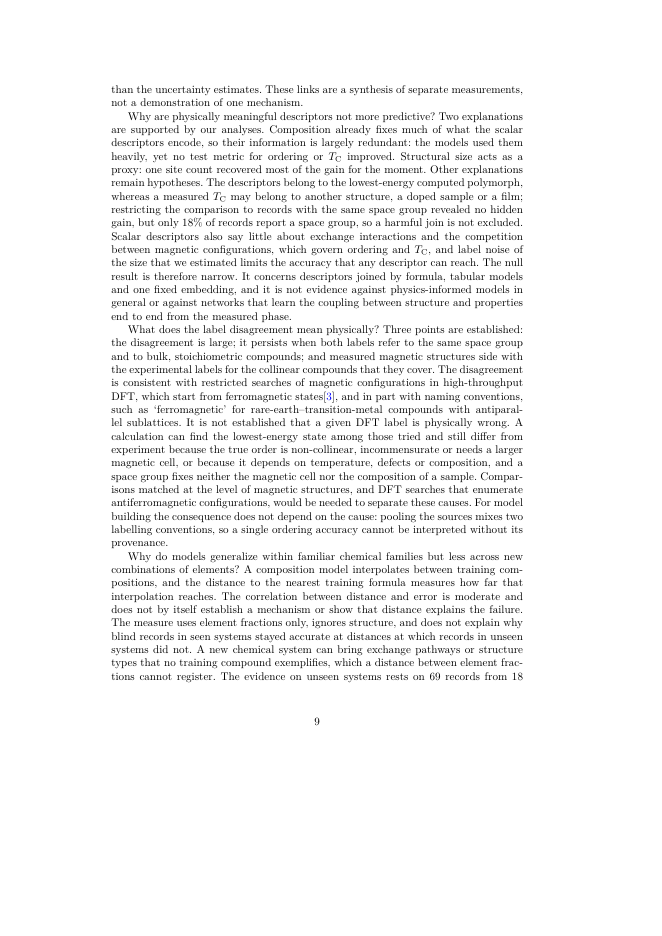 than the uncertainty estimates. These links are a synthesis of separate measurements,
not a demonstration of one mechanism.
Why are physically meaningful descriptors not more predictive? Two explanations
are supported by our analyses. Composition already fixes much of what the scalar
descriptors encode, so their information is largely redundant: the models used them
heavily, yet no test metric for ordering or TC improved. Structural size acts as a
proxy: one site count recovered most of the gain for the moment. Other explanations
remain hypotheses. The descriptors belong to the lowest-energy computed polymorph,
whereas a measured TC may belong to another structure, a doped sample or a film;
restricting the comparison to records with the same space group revealed no hidden
gain, but only 18% of records report a space group, so a harmful join is not excluded.
Scalar descriptors also say little about exchange interactions and the competition
between magnetic configurations, which govern ordering and TC, and label noise of
the size that we estimated limits the accuracy that any descriptor can reach. The null
result is therefore narrow. It concerns descriptors joined by formula, tabular models
and one fixed embedding, and it is not evidence against physics-informed models in
general or against networks that learn the coupling between structure and properties
end to end from the measured phase.
What does the label disagreement mean physically? Three points are established:
the disagreement is large; it persists when both labels refer to the same space group
and to bulk, stoichiometric compounds; and measured magnetic structures side with
the experimental labels for the collinear compounds that they cover. The disagreement
is consistent with restricted searches of magnetic configurations in high-throughput
DFT, which start from ferromagnetic states[3], and in part with naming conventions,
such as ‘ferromagnetic’ for rare-earth–transition-metal compounds with antiparal-
lel sublattices. It is not established that a given DFT label is physically wrong. A
calculation can find the lowest-energy state among those tried and still differ from
experiment because the true order is non-collinear, incommensurate or needs a larger
magnetic cell, or because it depends on temperature, defects or composition, and a
space group fixes neither the magnetic cell nor the composition of a sample. Compar-
isons matched at the level of magnetic structures, and DFT searches that enumerate
antiferromagnetic configurations, would be needed to separate these causes. For model
building the consequence does not depend on the cause: pooling the sources mixes two
labelling conventions, so a single ordering accuracy cannot be interpreted without its
provenance.
Why do models generalize within familiar chemical families but less across new
combinations of elements? A composition model interpolates between training com-
positions, and the distance to the nearest training formula measures how far that
interpolation reaches. The correlation between distance and error is moderate and
does not by itself establish a mechanism or show that distance explains the failure.
The measure uses element fractions only, ignores structure, and does not explain why
blind records in seen systems stayed accurate at distances at which records in unseen
systems did not. A new chemical system can bring exchange pathways or structure
types that no training compound exemplifies, which a distance between element frac-
tions cannot register. The evidence on unseen systems rests on 69 records from 18
9